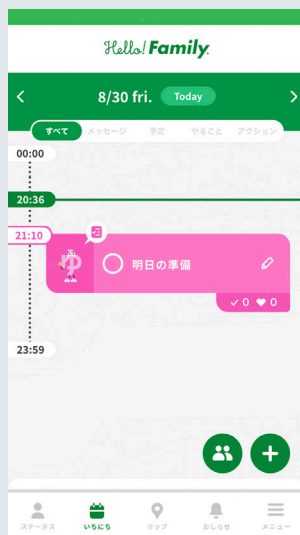 Hello! Family.
8/30 fri. Today
すべて メッセージ 予定 やること アクション
00:00
20:36
21:10
ゆ 明日の準備
✓ 0 ♥ 0
23:59
ステータス いちにち マップ おしらせ メニュー